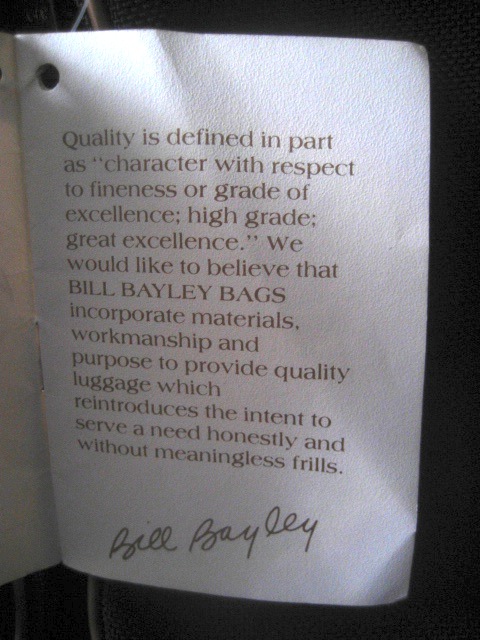 Quality is defined in part
as “character with respect
to fineness or grade of
excellence; high grade;
great excellence.” We
would like to believe that
BILL BAYLEY BAGS
incorporate materials,
workmanship and
purpose to provide quality
luggage which
reintroduces the intent to
serve a need honestly and
without meaningless frills.
Bill Bayley